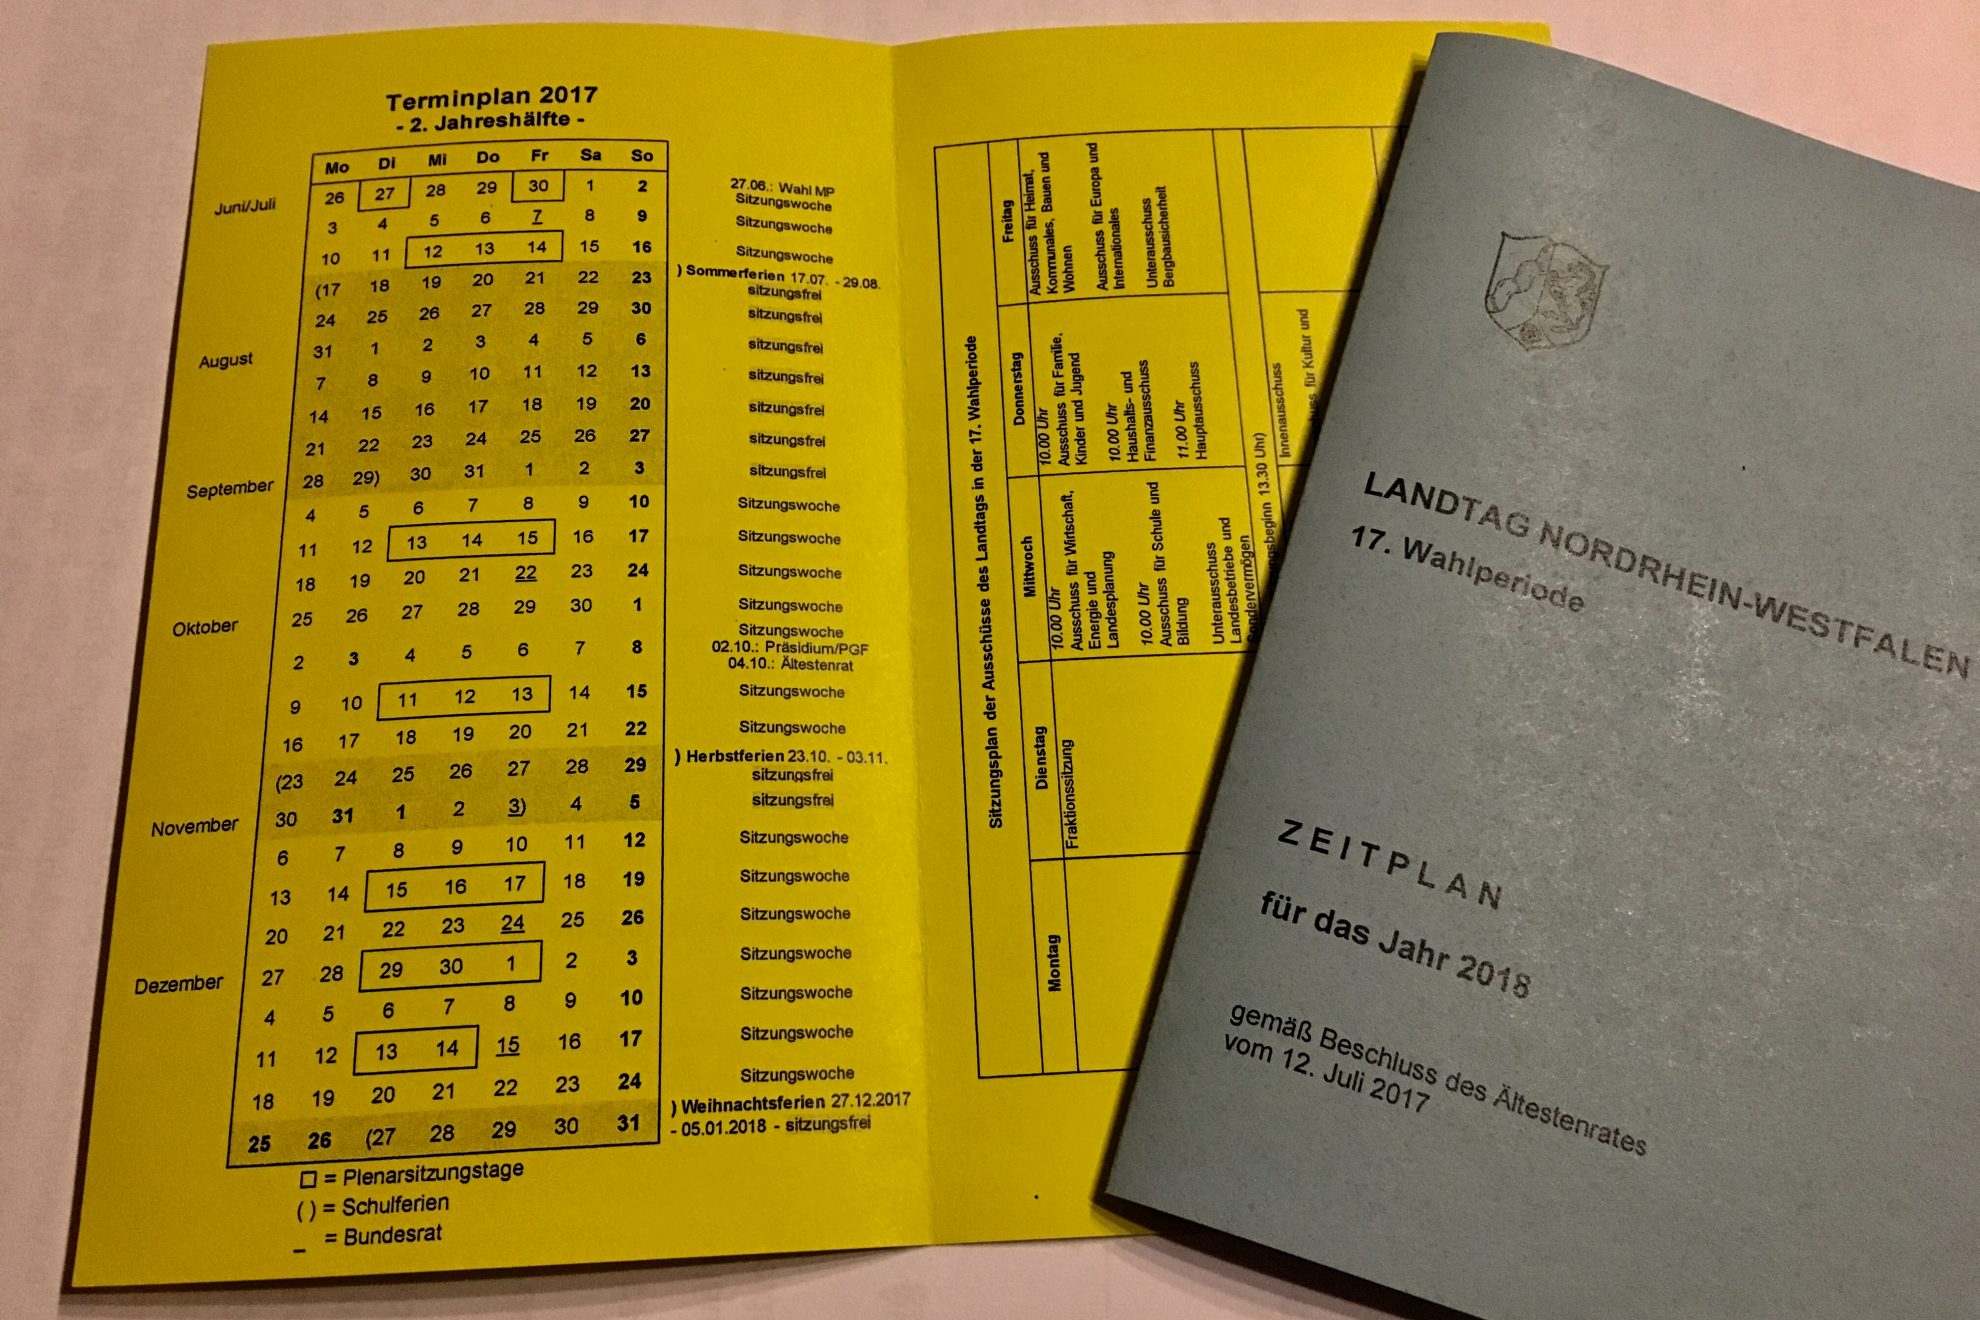 Terminplan 2017
- 2. Jahreshälfte -
Mo Di Mi Do Fr Sa So
Juni/Juli 26 27 28 29 30 1 2 27.06.: Wahl MP
Sitzungswoche
3 4 5 6 7 8 9 Sitzungswoche
10 11 12 13 14 15 16 Sitzungswoche
(17 18 19 20 21 22 23 ) Sommerferien 17.07. - 29.08.
sitzungsfrei
24 25 26 27 28 29 30 sitzungsfrei
August 31 1 2 3 4 5 6 sitzungsfrei
7 8 9 10 11 12 13 sitzungsfrei
14 15 16 17 18 19 20 sitzungsfrei
21 22 23 24 25 26 27 sitzungsfrei
September 28 29) 30 31 1 2 3 sitzungsfrei
4 5 6 7 8 9 10 Sitzungswoche
11 12 13 14 15 16 17 Sitzungswoche
18 19 20 21 22 23 24 Sitzungswoche
Oktober 25 26 27 28 29 30 1 Sitzungswoche
Sitzungswoche
2 3 4 5 6 7 8 02.10.: Präsidium/PGF
04.10.: Ältestenrat
9 10 11 12 13 14 15 Sitzungswoche
16 17 18 19 20 21 22 Sitzungswoche
(23 24 25 26 27 28 29 ) Herbstferien 23.10. - 03.11.
sitzungsfrei
November 30 31 1 2 3) 4 5 sitzungsfrei
6 7 8 9 10 11 12 Sitzungswoche
13 14 15 16 17 18 19 Sitzungswoche
20 21 22 23 24 25 26 Sitzungswoche
Dezember 27 28 29 30 1 2 3 Sitzungswoche
4 5 6 7 8 9 10 Sitzungswoche
11 12 13 14 15 16 17 Sitzungswoche
18 19 20 21 22 23 24 Sitzungswoche
25 26 (27 28 29 30 31 ) Weihnachtsferien 27.12.2017
- 05.01.2018 - sitzungsfrei
□ = Plenarsitzungstage
( ) = Schulferien
_ = Bundesrat
Sitzungsplan der Ausschüsse des Landtags in der 17. Wahlperiode
Montag
Dienstag
Fraktionssitzung
Mittwoch
10.00 Uhr
Ausschuss für Wirtschaft,
Energie und
Landesplanung
10.00 Uhr
Ausschuss für Schule und
Bildung
Unterausschuss
Landesbetriebe und
Sondervermögen
Donnerstag
10.00 Uhr
Ausschuss für Familie,
Kinder und Jugend
10.00 Uhr
Haushalts- und
Finanzausschuss
11.00 Uhr
Hauptausschuss
Freitag
Ausschuss für Heimat,
Kommunales, Bauen und
Wohnen
Ausschuss für Europa und
Internationales
Unterausschuss
Bergbausicherheit
13.30 Uhr)
Innenausschuss
für Kultur und
LANDTAG NORDRHEIN-WESTFALEN
17. Wahlperiode
ZEITPLAN
für das Jahr 2018
gemäß Beschluss des Ältestenrates
vom 12. Juli 2017